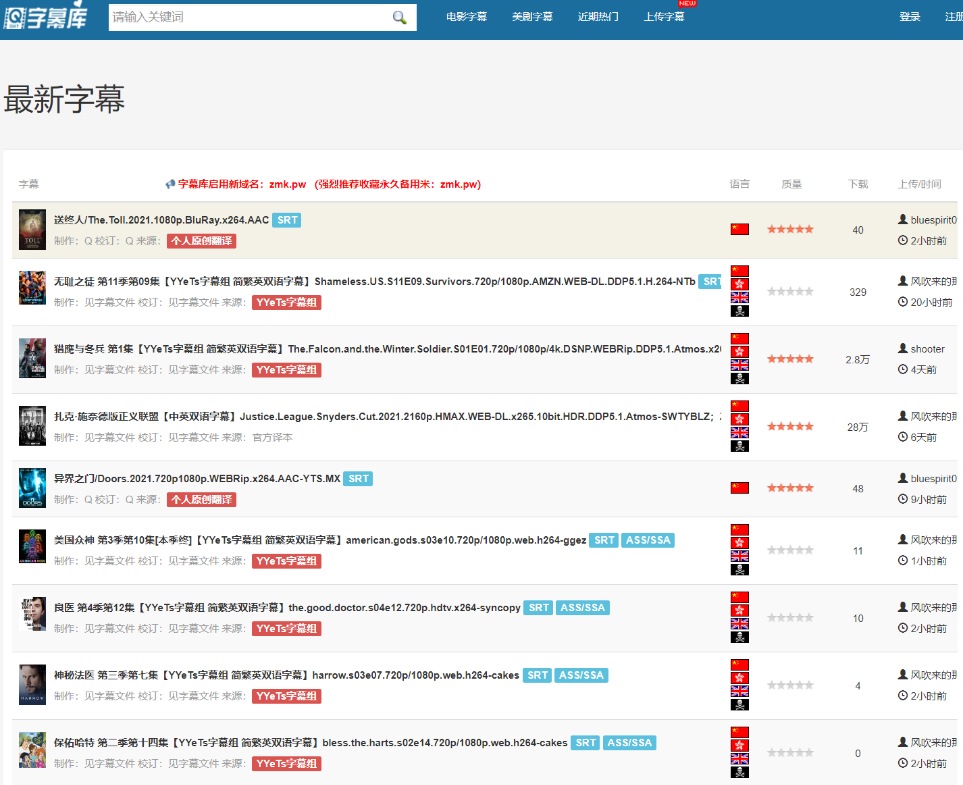 字幕库 请输入关键词 电影字幕 美剧字幕 近期热门 上传字幕 NEW 登录 注册
最新字幕
字幕 字幕库启用新域名：zmk.pw （强烈推荐收藏永久备用米：zmk.pw) 语言 质量 下载 上传/时间
送终人/The.Toll.2021.1080p.BluRay.x264.AAC SRT 40 bluespirit0
制作：Q 校订：Q 来源： 个人原创翻译 2小时前
无耻之徒 第11季第09集【YYeTs字幕组 简繁英双语字幕】Shameless.US.S11E09.Survivors.720p/1080p.AMZN.WEB-DL.DDP5.1.H.264-NTb SRT 329 风吹来的
制作：见字幕文件 校订：见字幕文件 来源： YYeTs字幕组 20小时前
猎鹰与冬兵 第1集【YYeTs字幕组 简繁英双语字幕】The.Falcon.and.the.Winter.Soldier.S01E01.720p/1080p/4k.DSNP.WEBRip.DDP5.1.Atmos.x26 2.8万 shooter
制作：见字幕文件 校订：见字幕文件 来源： YYeTs字幕组 4天前
扎克·施奈德版正义联盟【中英双语字幕】Justice.League.Snyders.Cut.2021.2160p.HMAX.WEB-DL.x265.10bit.HDR.DDP5.1.Atmos-SWTYBLZ； 28万 风吹来的
制作：见字幕文件 校订：见字幕文件 来源：官方译本 6天前
异界之门/Doors.2021.720p1080p.WEBRip.x264.AAC-YTS.MX SRT 48 bluespirit0
制作：Q 校订：Q 来源： 个人原创翻译 9小时前
美国众神 第3季第10集[本季终]【YYeTs字幕组 简繁英双语字幕】american.gods.s03e10.720p/1080p.web.h264-ggez SRT ASS/SSA 11 风吹来的
制作：见字幕文件 校订：见字幕文件 来源： YYeTs字幕组 1小时前
良医 第4季第12集【YYeTs字幕组 简繁英双语字幕】the.good.doctor.s04e12.720p.hdtv.x264-syncopy SRT ASS/SSA 10 风吹来的
制作：见字幕文件 校订：见字幕文件 来源： YYeTs字幕组 2小时前
神秘法医 第三季第七集【YYeTs字幕组 简繁英双语字幕】harrow.s03e07.720p/1080p.web.h264-cakes SRT ASS/SSA 4 风吹来的
制作：见字幕文件 校订：见字幕文件 来源： YYeTs字幕组 2小时前
保佑哈特 第二季第十四集【YYeTs字幕组 简繁英双语字幕】bless.the.harts.s02e14.720p/1080p.web.h264-cakes SRT ASS/SSA 0 风吹来的
制作：见字幕文件 校订：见字幕文件 来源： YYeTs字幕组 2小时前